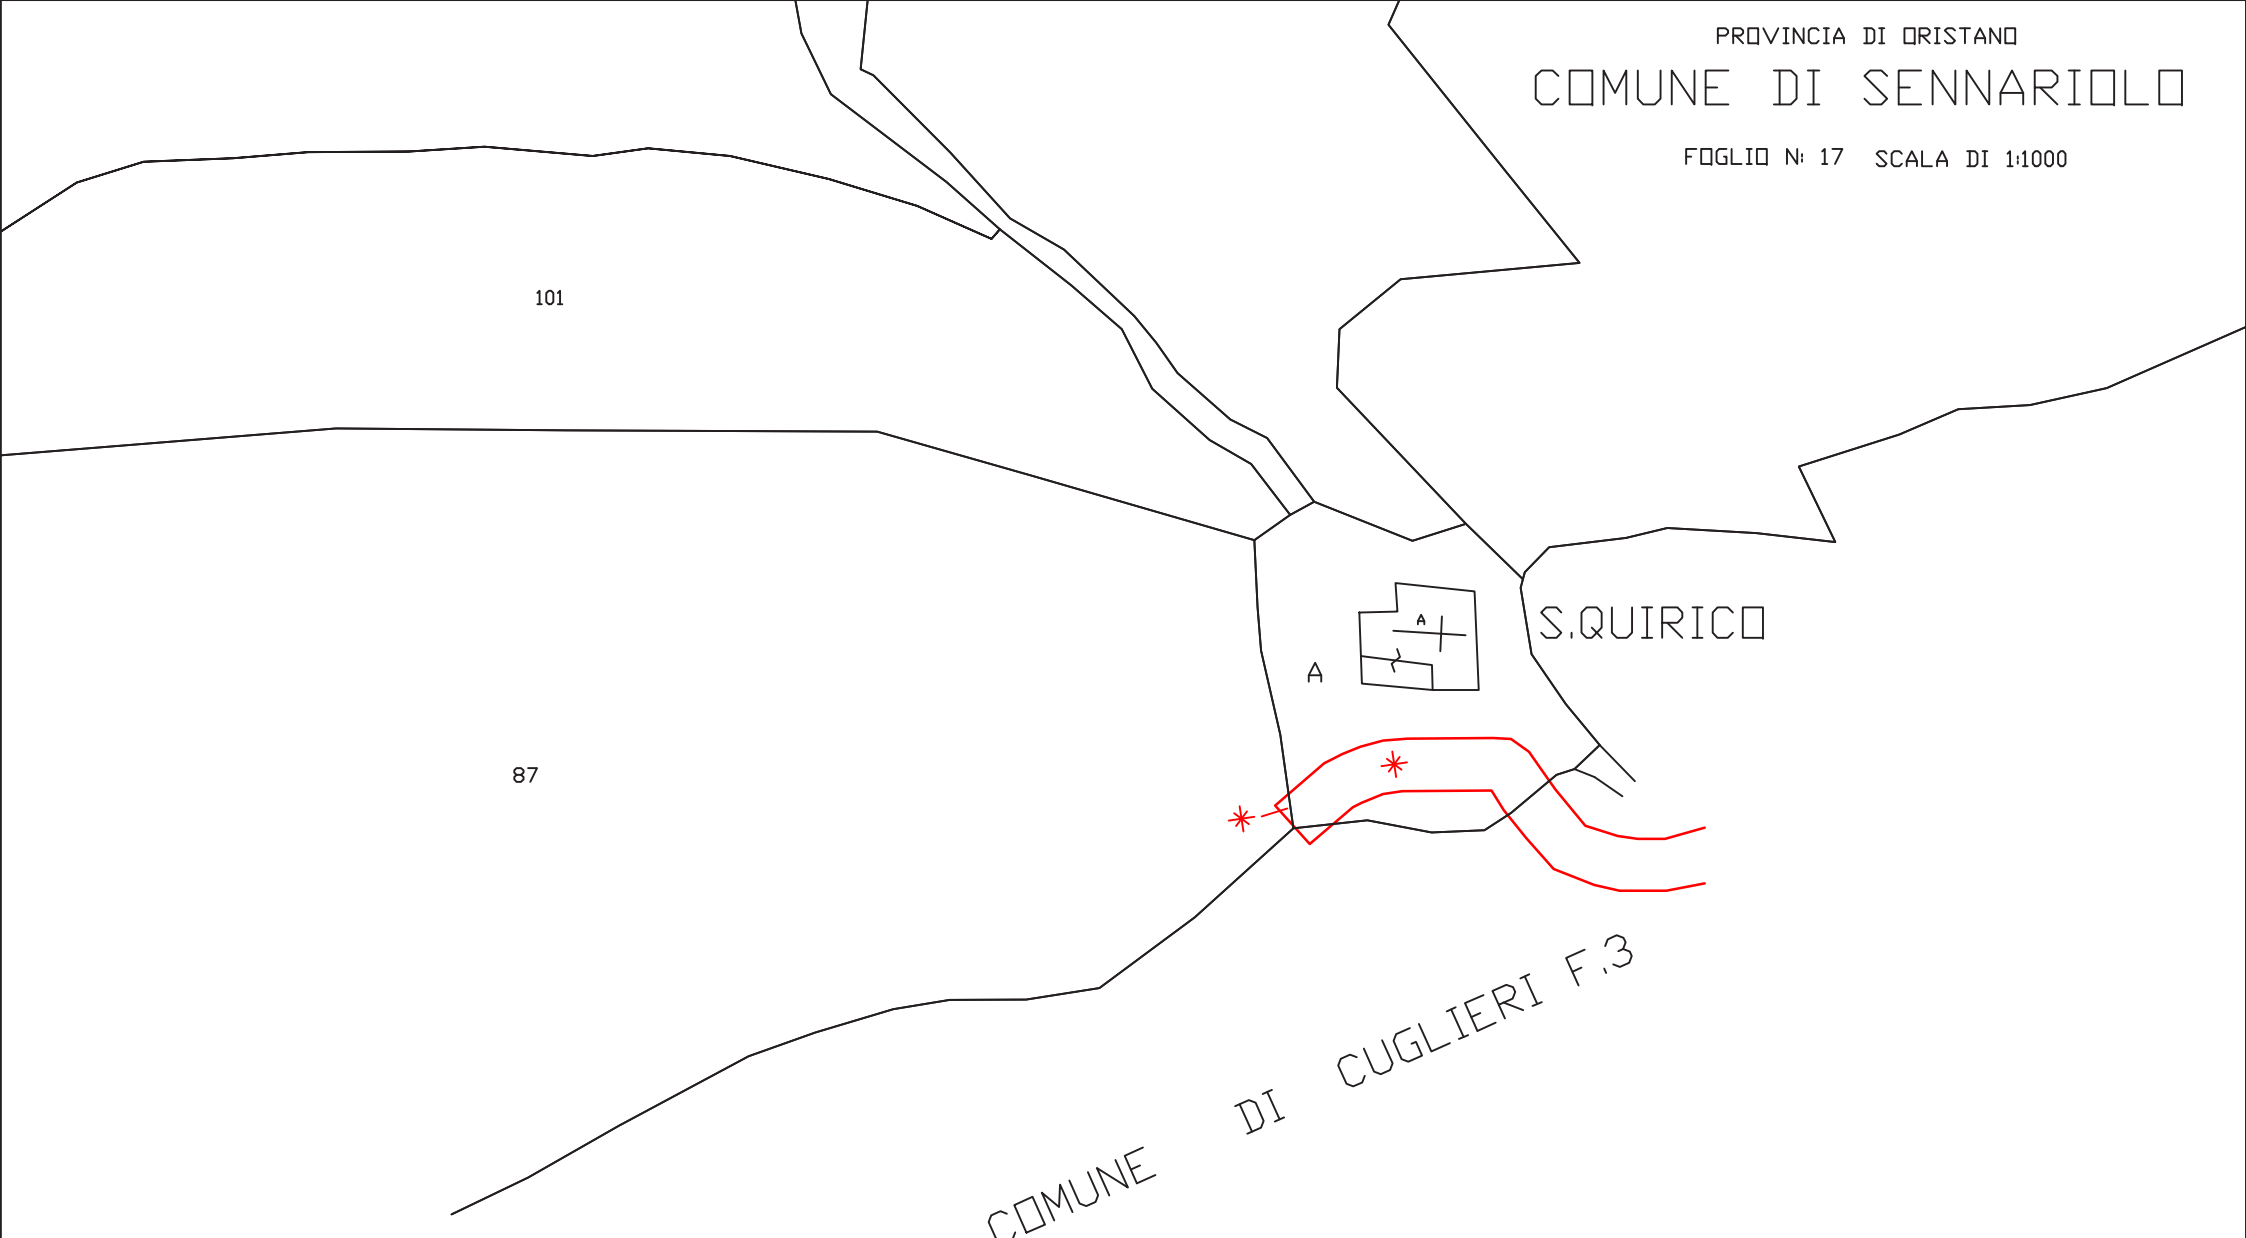 PROVINCIA DI ORISTANO
COMUNE DI SENNARIOLO
FOGLIO N: 17 SCALA DI 1:1000
101
A
S.QUIRICO
A
87
COMUNE DI CUGLIERI F.3